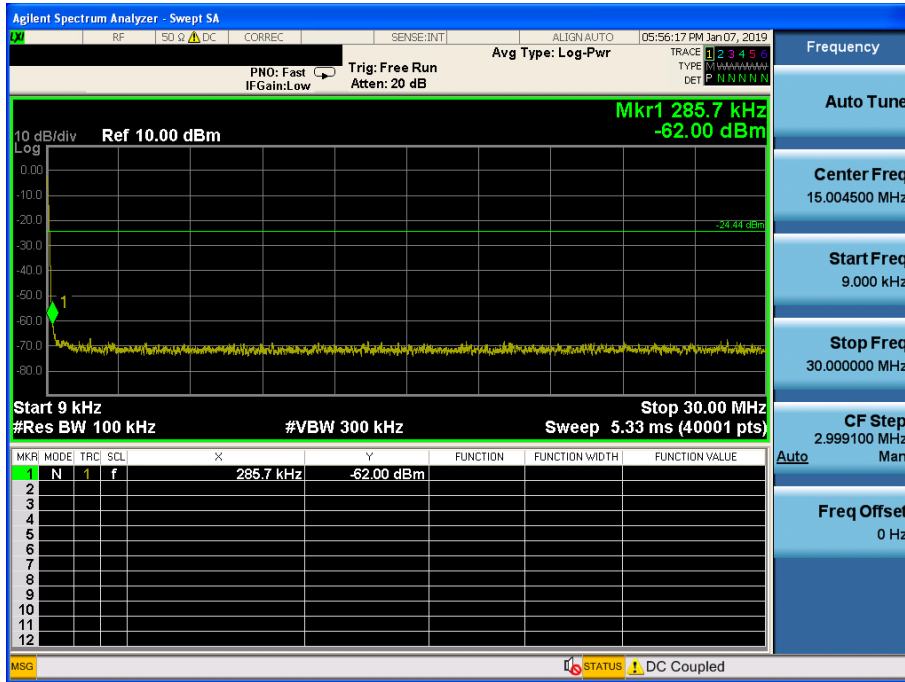 Agilent Spectrum Analyzer - Swept SA
LXI RF 50 Ω DC CORREC SENSE:INT ALIGN AUTO 05:56:17 PM Jan 07, 2019
Avg Type: Log-Pwr TRACE 1 2 3 4 5 6
PNO: Fast Trig: Free Run TYPE M WWWWW
IFGain:Low Atten: 20 dB DET P N N N N N
Mkr1 285.7 kHz
10 dB/div Ref 10.00 dBm -62.00 dBm
Log
0.00
-10.0
-20.0
-24.44 dBm
-30.0
-40.0
-50.0
1
-60.0
-70.0
-80.0
Start 9 kHz Stop 30.00 MHz
#Res BW 100 kHz #VBW 300 kHz Sweep 5.33 ms (40001 pts)
MKR MODE TRC SCL X Y FUNCTION FUNCTION WIDTH FUNCTION VALUE
1 N 1 f 285.7 kHz -62.00 dBm
2
3
4
5
6
7
8
9
10
11
12
MSG STATUS DC Coupled
Frequency
Auto Tune
Center Freq
15.004500 MHz
Start Freq
9.000 kHz
Stop Freq
30.000000 MHz
CF Step
2.999100 MHz
Auto Man
Freq Offset
0 Hz